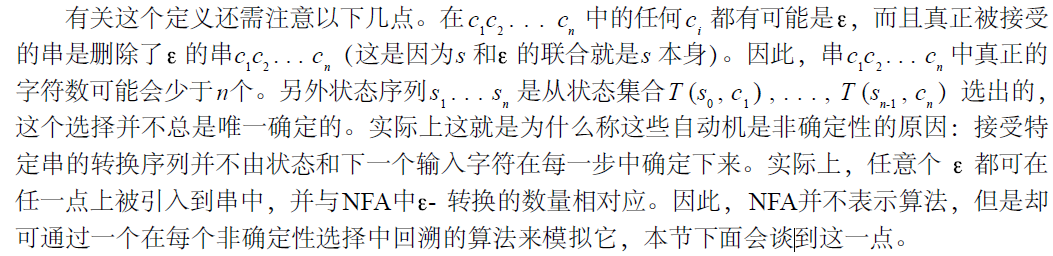 有关这个定义还需注意以下几点。在c₁c₂...cₙ 中的任何cᵢ 都有可能是ε，而且真正被接受
的串是删除了ε 的串c₁c₂...cₙ (这是因为s 和ε 的联合就是s 本身)。因此，串c₁c₂...cₙ 中真正的
字符数可能会少于n个。另外状态序列s₁...sₙ 是从状态集合T (s₀, c₁) , ..., T (sₙ₋₁, cₙ) 选出的，
这个选择并不总是唯一确定的。实际上这就是为什么称这些自动机是非确定性的原因：接受特
定串的转换序列并不由状态和下一个输入字符在每一步中确定下来。实际上，任意个 ε 都可在
任一点上被引入到串中，并与NFA中ε- 转换的数量相对应。因此，NFA并不表示算法，但是却
可通过一个在每个非确定性选择中回溯的算法来模拟它，本节下面会谈到这一点。